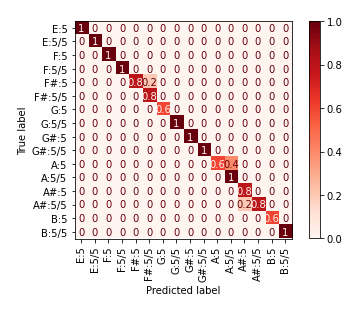 E:5 1 0 0 0 0 0 0 0 0 0 0 0 0 0 0 0
E:5/5 0 1 0 0 0 0 0 0 0 0 0 0 0 0 0 0
F:5 0 0 1 0 0 0 0 0 0 0 0 0 0 0 0 0
F:5/5 0 0 0 1 0 0 0 0 0 0 0 0 0 0 0 0
F#:5 0 0 0 0 0.8 0.2 0 0 0 0 0 0 0 0 0 0
F#:5/5 0 0 0 0 0 0.8 0 0 0 0 0 0 0 0 0 0
G:5 0 0 0 0 0 0 0.6 0 0 0 0 0 0 0 0 0
G:5/5 0 0 0 0 0 0 0 1 0 0 0 0 0 0 0 0
G#:5 0 0 0 0 0 0 0 0 1 0 0 0 0 0 0 0
G#:5/5 0 0 0 0 0 0 0 0 0 1 0 0 0 0 0 0
A:5 0 0 0 0 0 0 0 0 0 0 0.6 0.4 0 0 0 0
A:5/5 0 0 0 0 0 0 0 0 0 0 0 1 0 0 0 0
A#:5 0 0 0 0 0 0 0 0 0 0 0 0 0.8 0 0 0
A#:5/5 0 0 0 0 0 0 0 0 0 0 0 0 0.2 0.8 0 0
B:5 0 0 0 0 0 0 0 0 0 0 0 0 0 0 0.6 0
B:5/5 0 0 0 0 0 0 0 0 0 0 0 0 0 0 0 1
True label
E:5 E:5/5 F:5 F:5/5 F#:5 F#:5/5 G:5 G:5/5 G#:5 G#:5/5 A:5 A:5/5 A#:5 A#:5/5 B:5 B:5/5
Predicted label
1.0
0.8
0.6
0.4
0.2
0.0